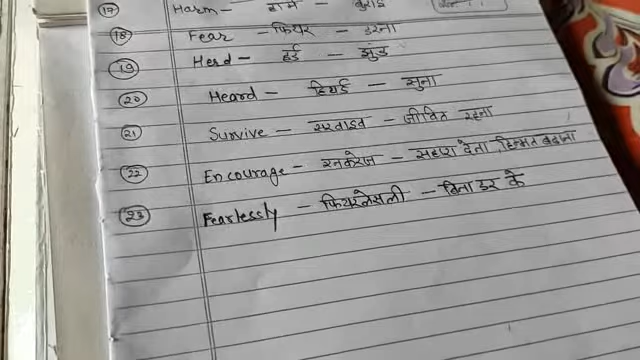 (17) Harm - हार्म - बुराई
(18) Fear - फियर - डरना
(19) Herd - हर्ड - झुंड
(20) Heard - हियर्ड - सुना
(21) Survive - सरवाइव - जीवित रहना
(22) Encourage - एनकरेज - सहारा देना, हिम्मत बढाना
(23) Fearlessly - फियरलेसली - बिना डर के